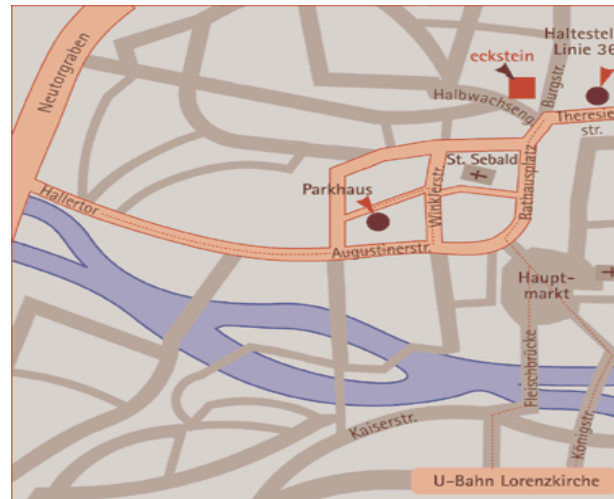 Haltestel
Linie 36
eckstein
Neutorgraben
Burgstr.
Halbwachseng.
Theresie
str.
St. Sebald
Rathausplatz
Parkhaus
Winklerstr.
Hallertor
Augustinerstr.
Haupt-
markt
Fleischbrücke
Kaiserstr.
Königstr.
U-Bahn Lorenzkirche